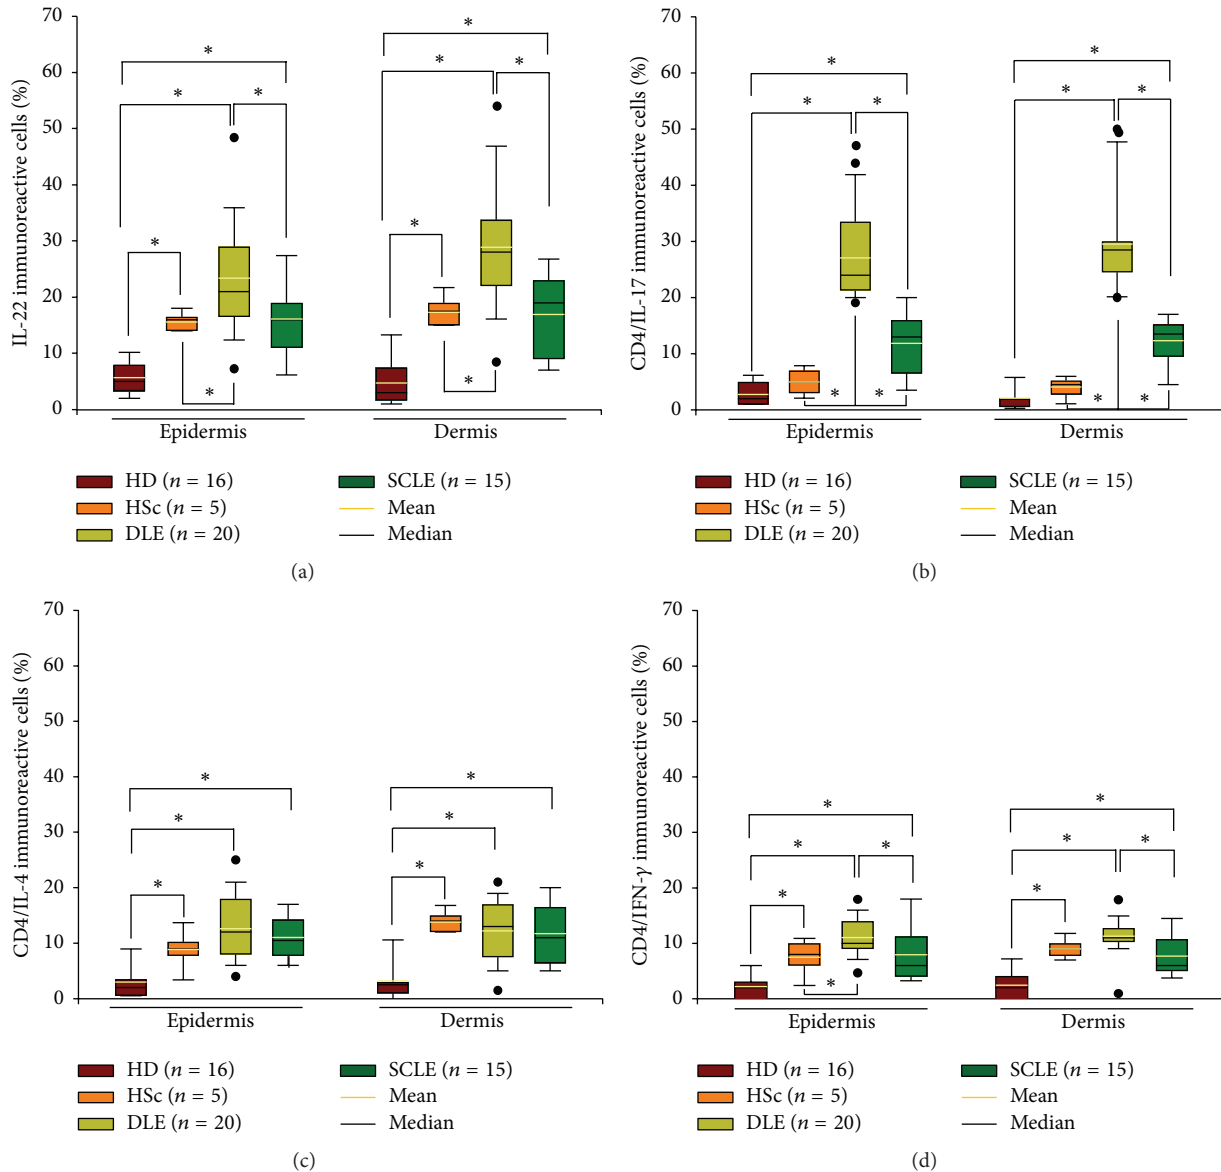 IL-22 immunoreactive cells (%)
70
60
50
40
30
20
10
0
*
*
*
*
*
*
*
*
*
*
Epidermis
Dermis
HD (n = 16)
HSc (n = 5)
DLE (n = 20)
SCLE (n = 15)
Mean
Median
(a)
CD4/IL-17 immunoreactive cells (%)
70
60
50
40
30
20
10
0
*
*
*
*
*
*
*
*
*
*
Epidermis
Dermis
HD (n = 16)
HSc (n = 5)
DLE (n = 20)
SCLE (n = 15)
Mean
Median
(b)
CD4/IL-4 immunoreactive cells (%)
70
60
50
40
30
20
10
0
*
*
*
*
*
*
Epidermis
Dermis
HD (n = 16)
HSc (n = 5)
DLE (n = 20)
SCLE (n = 15)
Mean
Median
(c)
CD4/IFN-γ immunoreactive cells (%)
70
60
50
40
30
20
10
0
*
*
*
*
*
*
*
*
*
Epidermis
Dermis
HD (n = 16)
HSc (n = 5)
DLE (n = 20)
SCLE (n = 15)
Mean
Median
(d)